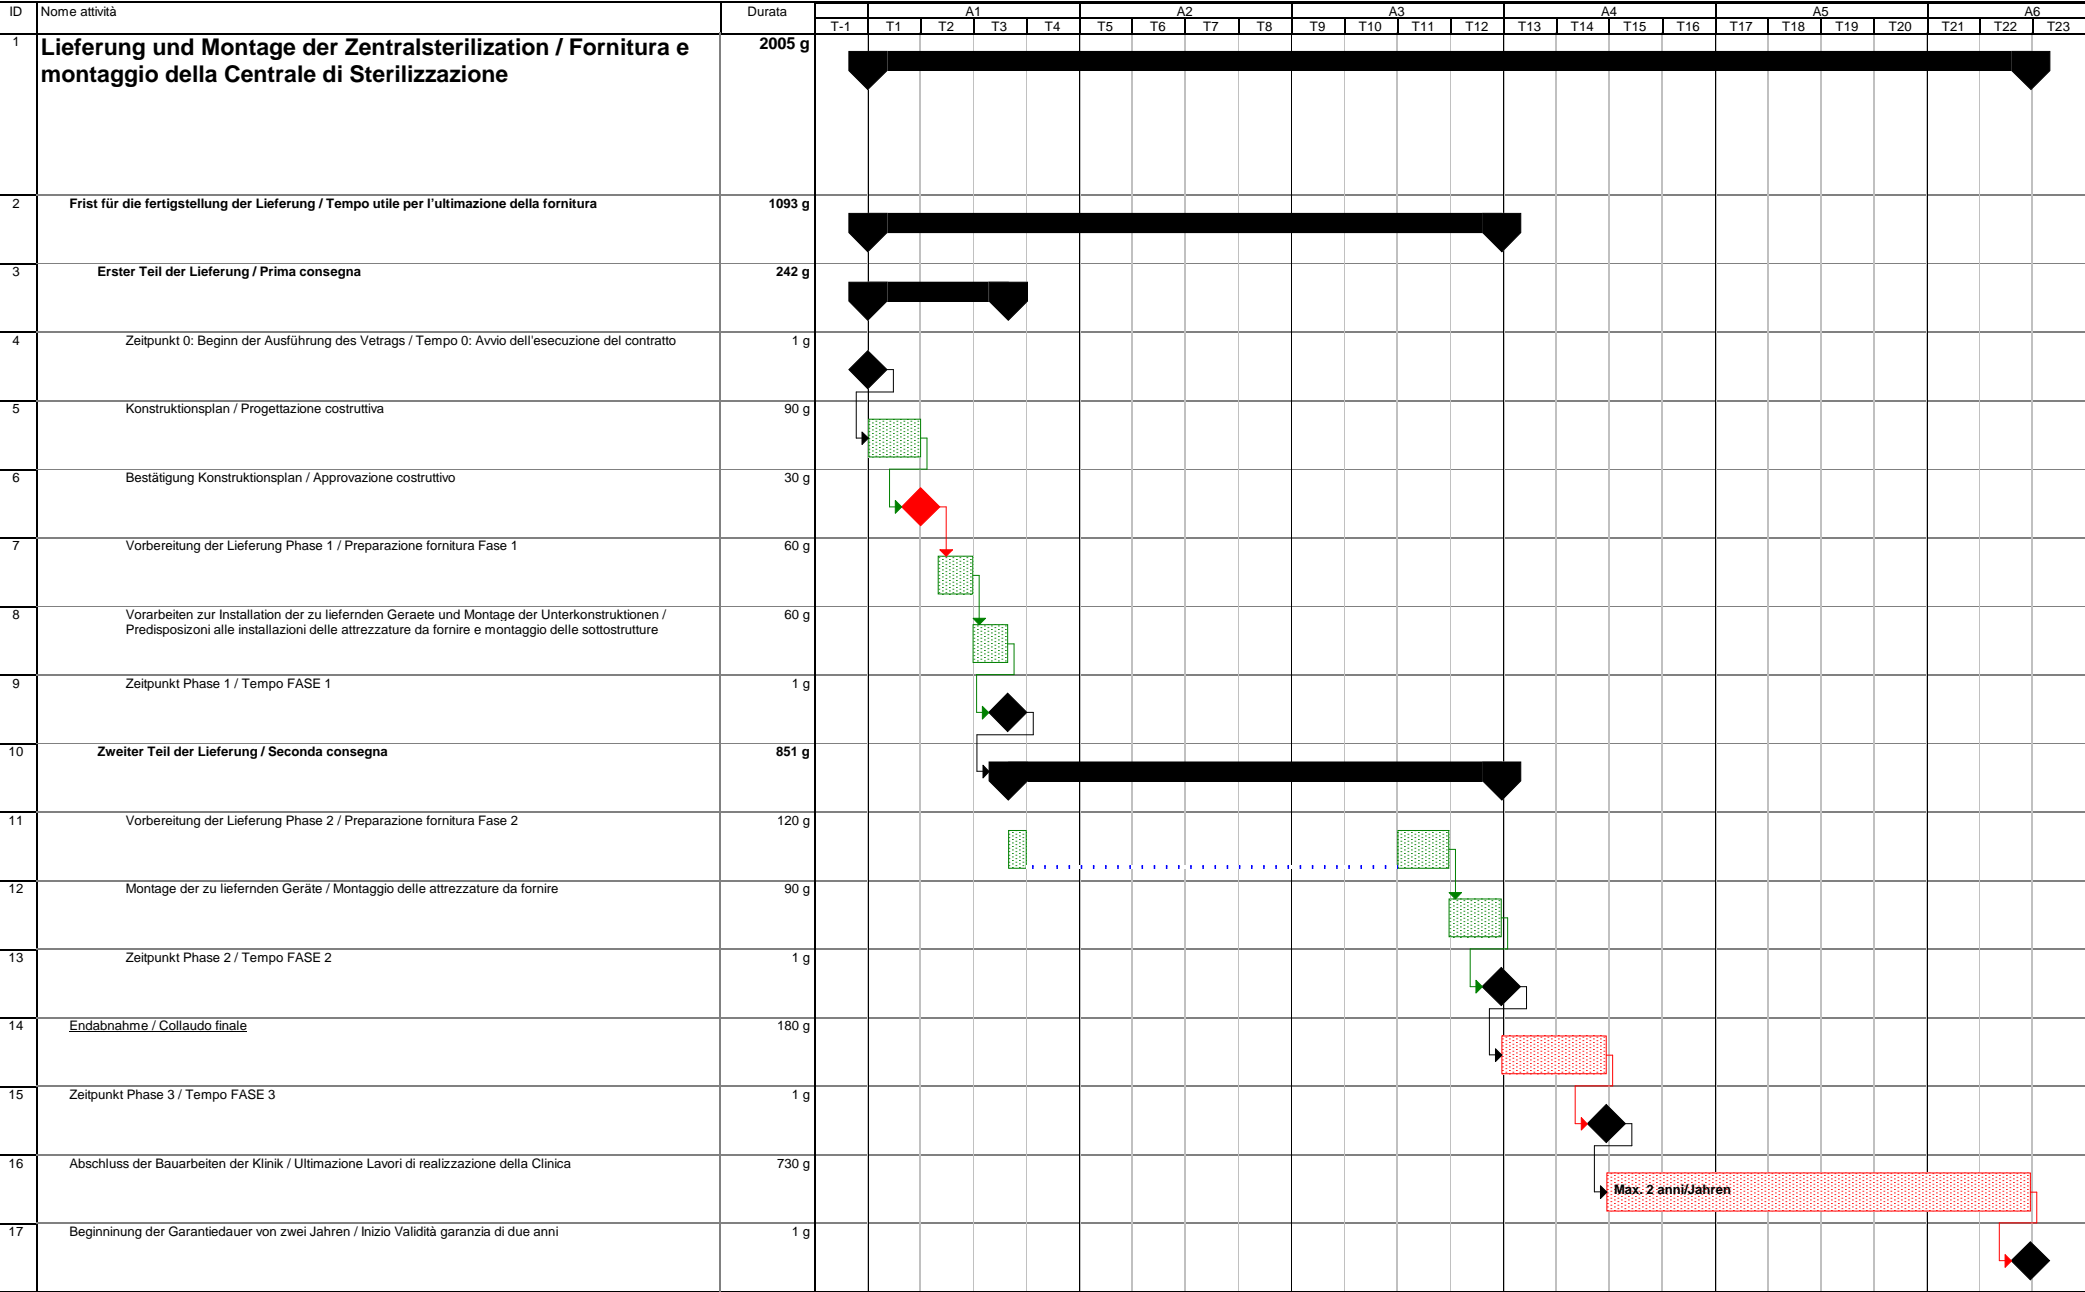 ID Nome attività Durata A1 A2 A3 A4 A5 A6
T-1 T1 T2 T3 T4 T5 T6 T7 T8 T9 T10 T11 T12 T13 T14 T15 T16 T17 T18 T19 T20 T21 T22 T23
1 Lieferung und Montage der Zentralsterilization / Fornitura e 2005 g
montaggio della Centrale di Sterilizzazione
2 Frist für die fertigstellung der Lieferung / Tempo utile per l'ultimazione della fornitura 1093 g
3 Erster Teil der Lieferung / Prima consegna 242 g
4 Zeitpunkt 0: Beginn der Ausführung des Vetrags / Tempo 0: Avvio dell'esecuzione del contratto 1 g
5 Konstruktionsplan / Progettazione costruttiva 90 g
6 Bestätigung Konstruktionsplan / Approvazione costruttivo 30 g
7 Vorbereitung der Lieferung Phase 1 / Preparazione fornitura Fase 1 60 g
8 Vorarbeiten zur Installation der zu liefernden Geraete und Montage der Unterkonstruktionen / 60 g
Predisposizoni alle installazioni delle attrezzature da fornire e montaggio delle sottostrutture
9 Zeitpunkt Phase 1 / Tempo FASE 1 1 g
10 Zweiter Teil der Lieferung / Seconda consegna 851 g
11 Vorbereitung der Lieferung Phase 2 / Preparazione fornitura Fase 2 120 g
12 Montage der zu liefernden Geräte / Montaggio delle attrezzature da fornire 90 g
13 Zeitpunkt Phase 2 / Tempo FASE 2 1 g
14 Endabnahme / Collaudo finale 180 g
15 Zeitpunkt Phase 3 / Tempo FASE 3 1 g
16 Abschluss der Bauarbeiten der Klinik / Ultimazione Lavori di realizzazione della Clinica 730 g
Max. 2 anni/Jahren
17 Beginninung der Garantiedauer von zwei Jahren / Inizio Validità garanzia di due anni 1 g